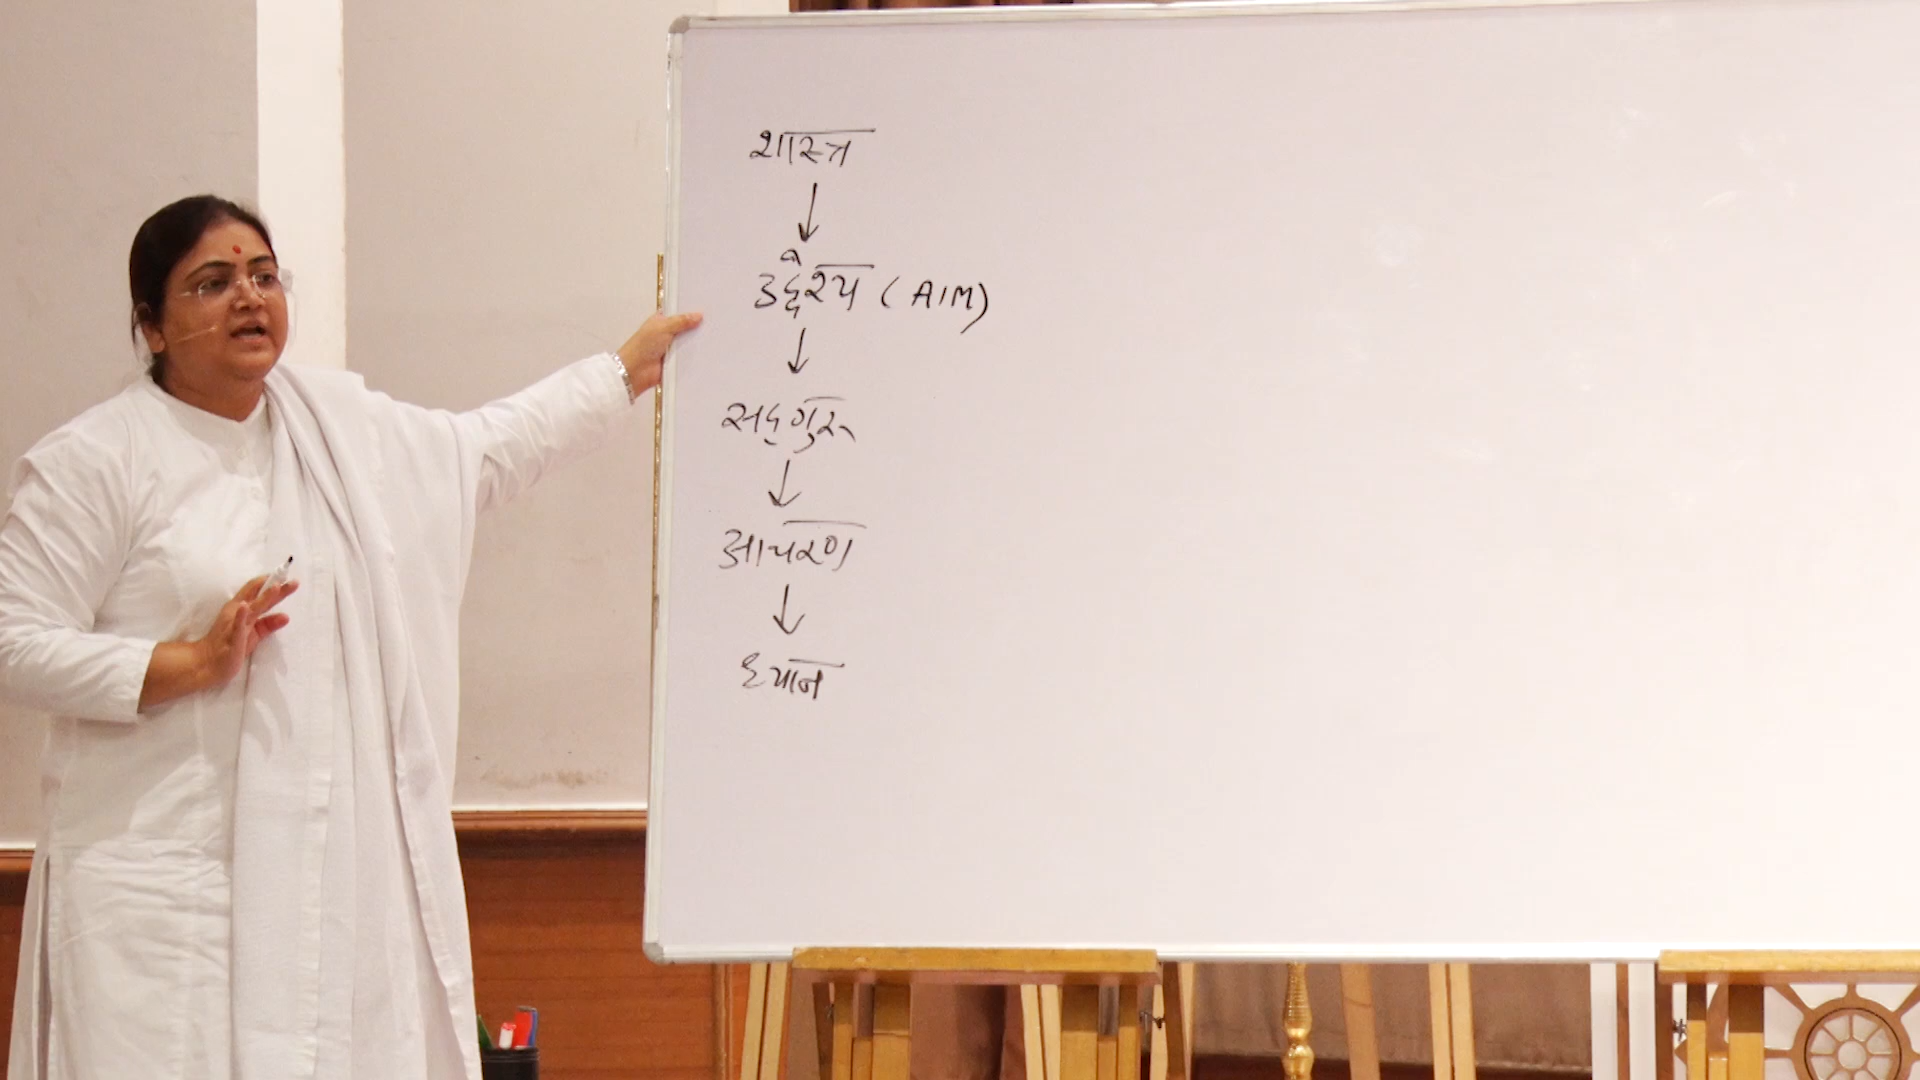 शास्त्र
↓
उद्देश्य (AIM)
↓
सद्गुरु
↓
आचरण
↓
ध्यान